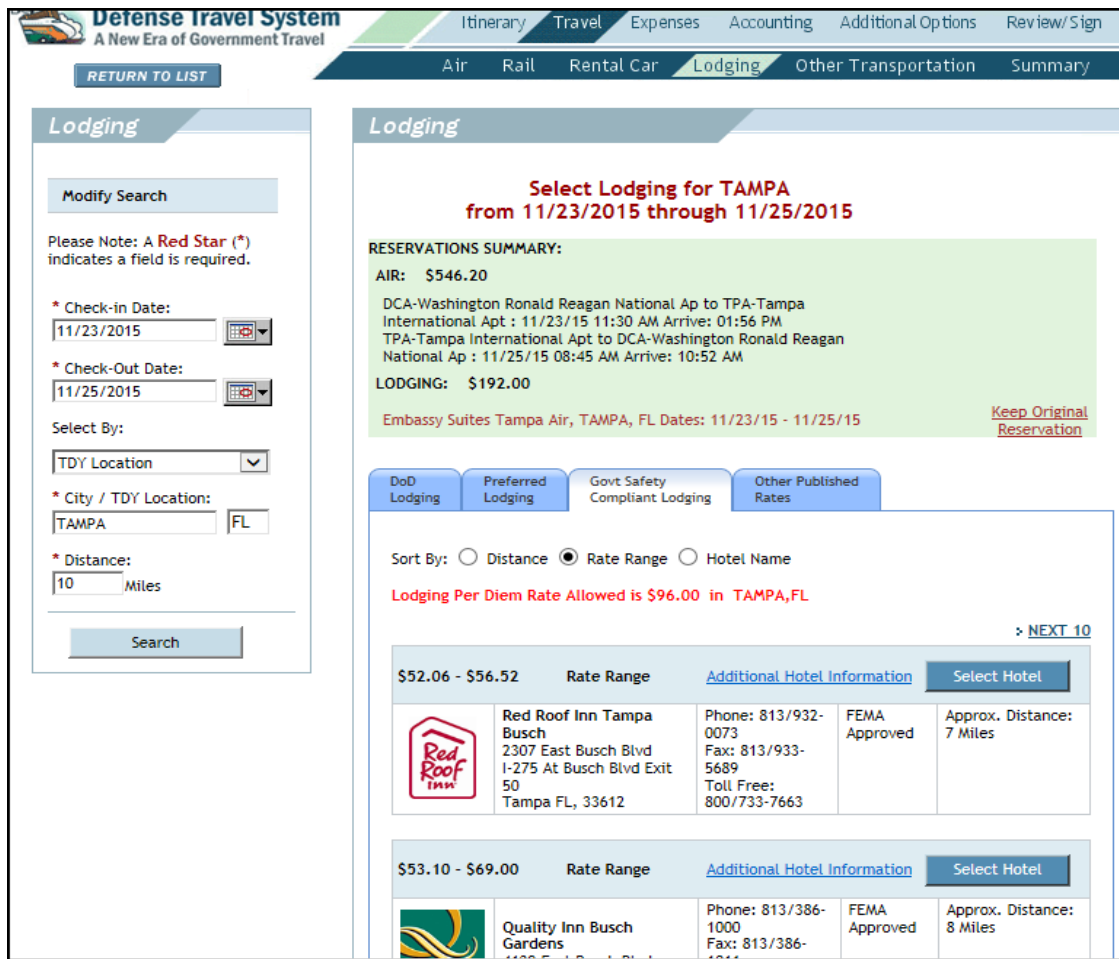 Defense Travel System
A New Era of Government Travel
Itinerary Travel Expenses Accounting Additional Options Review/Sign
RETURN TO LIST
Air Rail Rental Car Lodging Other Transportation Summary
Lodging
Modify Search
Please Note: A Red Star (*)
indicates a field is required.
* Check-in Date:
11/23/2015
* Check-Out Date:
11/25/2015
Select By:
TDY Location
* City / TDY Location:
TAMPA FL
* Distance:
10 Miles
Search
Lodging
Select Lodging for TAMPA
from 11/23/2015 through 11/25/2015
RESERVATIONS SUMMARY:
AIR: $546.20
DCA-Washington Ronald Reagan National Ap to TPA-Tampa
International Apt : 11/23/15 11:30 AM Arrive: 01:56 PM
TPA-Tampa International Apt to DCA-Washington Ronald Reagan
National Ap : 11/25/15 08:45 AM Arrive: 10:52 AM
LODGING: $192.00
Embassy Suites Tampa Air, TAMPA, FL Dates: 11/23/15 - 11/25/15
Keep Original
Reservation
DoD
Lodging
Preferred
Lodging
Govt Safety
Compliant Lodging
Other Published
Rates
Sort By: Distance Rate Range Hotel Name
Lodging Per Diem Rate Allowed is $96.00 in TAMPA,FL
NEXT 10
$52.06 - $56.52 Rate Range Additional Hotel Information Select Hotel
Red
Roof
Inn
Red Roof Inn Tampa
Busch
2307 East Busch Blvd
I-275 At Busch Blvd Exit
50
Tampa FL, 33612
Phone: 813/932-
0073
Fax: 813/933-
5689
Toll Free:
800/733-7663
FEMA
Approved
Approx. Distance:
7 Miles
$53.10 - $69.00 Rate Range Additional Hotel Information Select Hotel
Quality Inn Busch
Gardens
Phone: 813/386-
1000
Fax: 813/386-
FEMA
Approved
Approx. Distance:
8 Miles